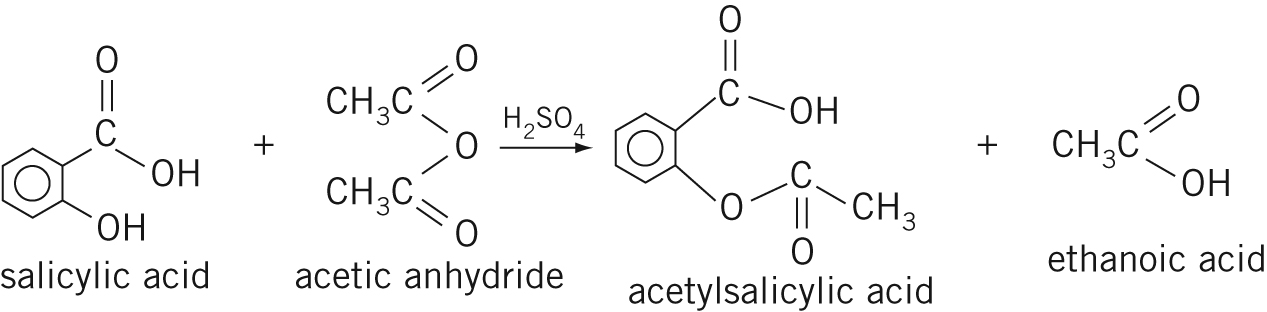 O
C
OH
OH
salicylic acid
+
CH₃C
O
O
CH₃C
O
acetic anhydride
H₂SO₄
O
C
OH
O
C
CH₃
O
acetylsalicylic acid
+
CH₃C
O
OH
ethanoic acid